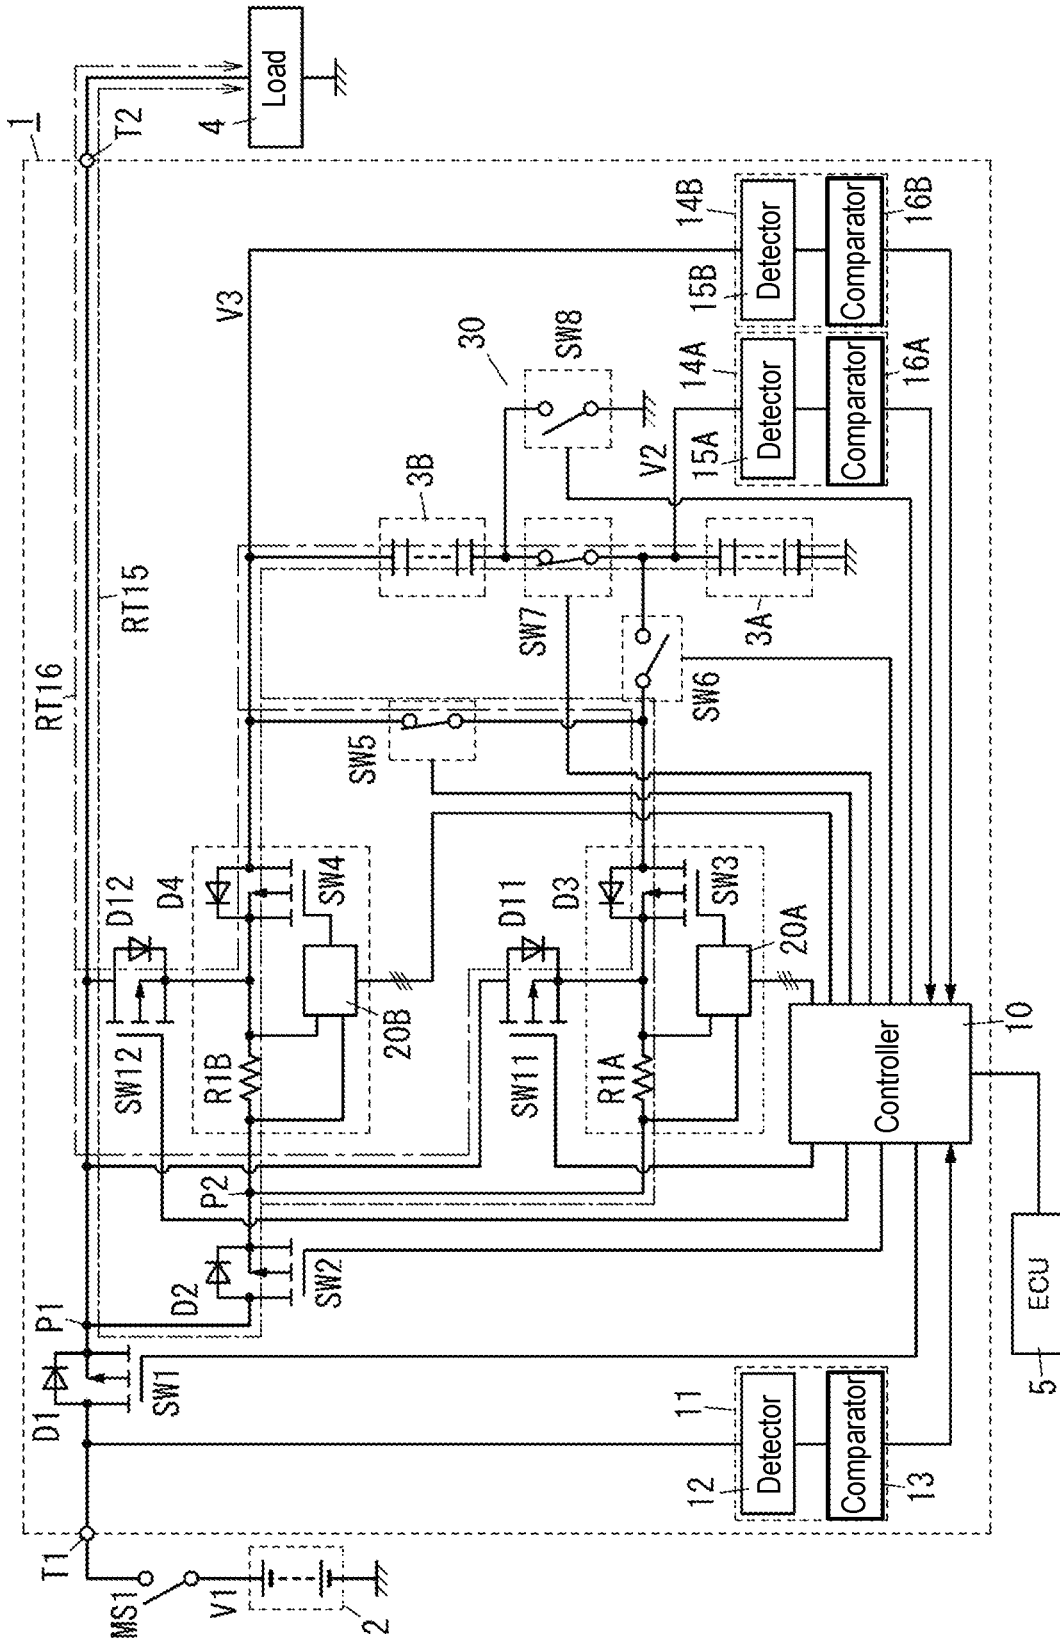 1
T2
4
Load
RT16
RT15
V3
14B
15B
Detector
Comparator
16B
30
SW8
14A
15A
Detector
Comparator
16A
V2
3B
SW7
3A
SW6
SW5
D12
D4
SW4
D11
D3
SW3
20A
20B
SW12
R1B
SW11
R1A
Controller
10
P2
P1
D2
SW2
D1
SW1
11
12
Detector
Comparator
13
ECU
5
T1
MS1
V1
2